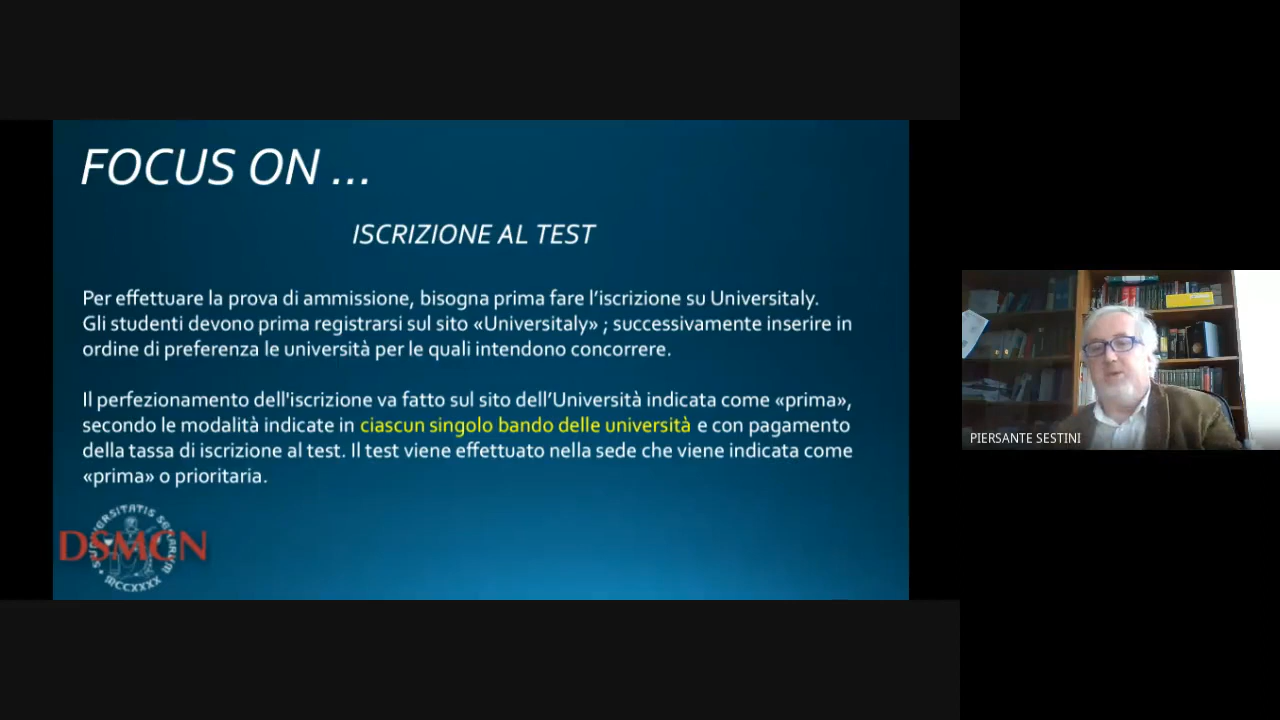 FOCUS ON ...
ISCRIZIONE AL TEST
Per effettuare la prova di ammissione, bisogna prima fare l'iscrizione su Universitaly.
Gli studenti devono prima registrarsi sul sito «Universitaly» ; successivamente inserire in
ordine di preferenza le università per le quali intendono concorrere.
Il perfezionamento dell'iscrizione va fatto sul sito dell'Università indicata come «prima»,
secondo le modalità indicate in ciascun singolo bando delle università e con pagamento
della tassa di iscrizione al test. Il test viene effettuato nella sede che viene indicata come
«prima» o prioritaria.
DSMCN
MCCXXXX
PIERSANTE SESTINI